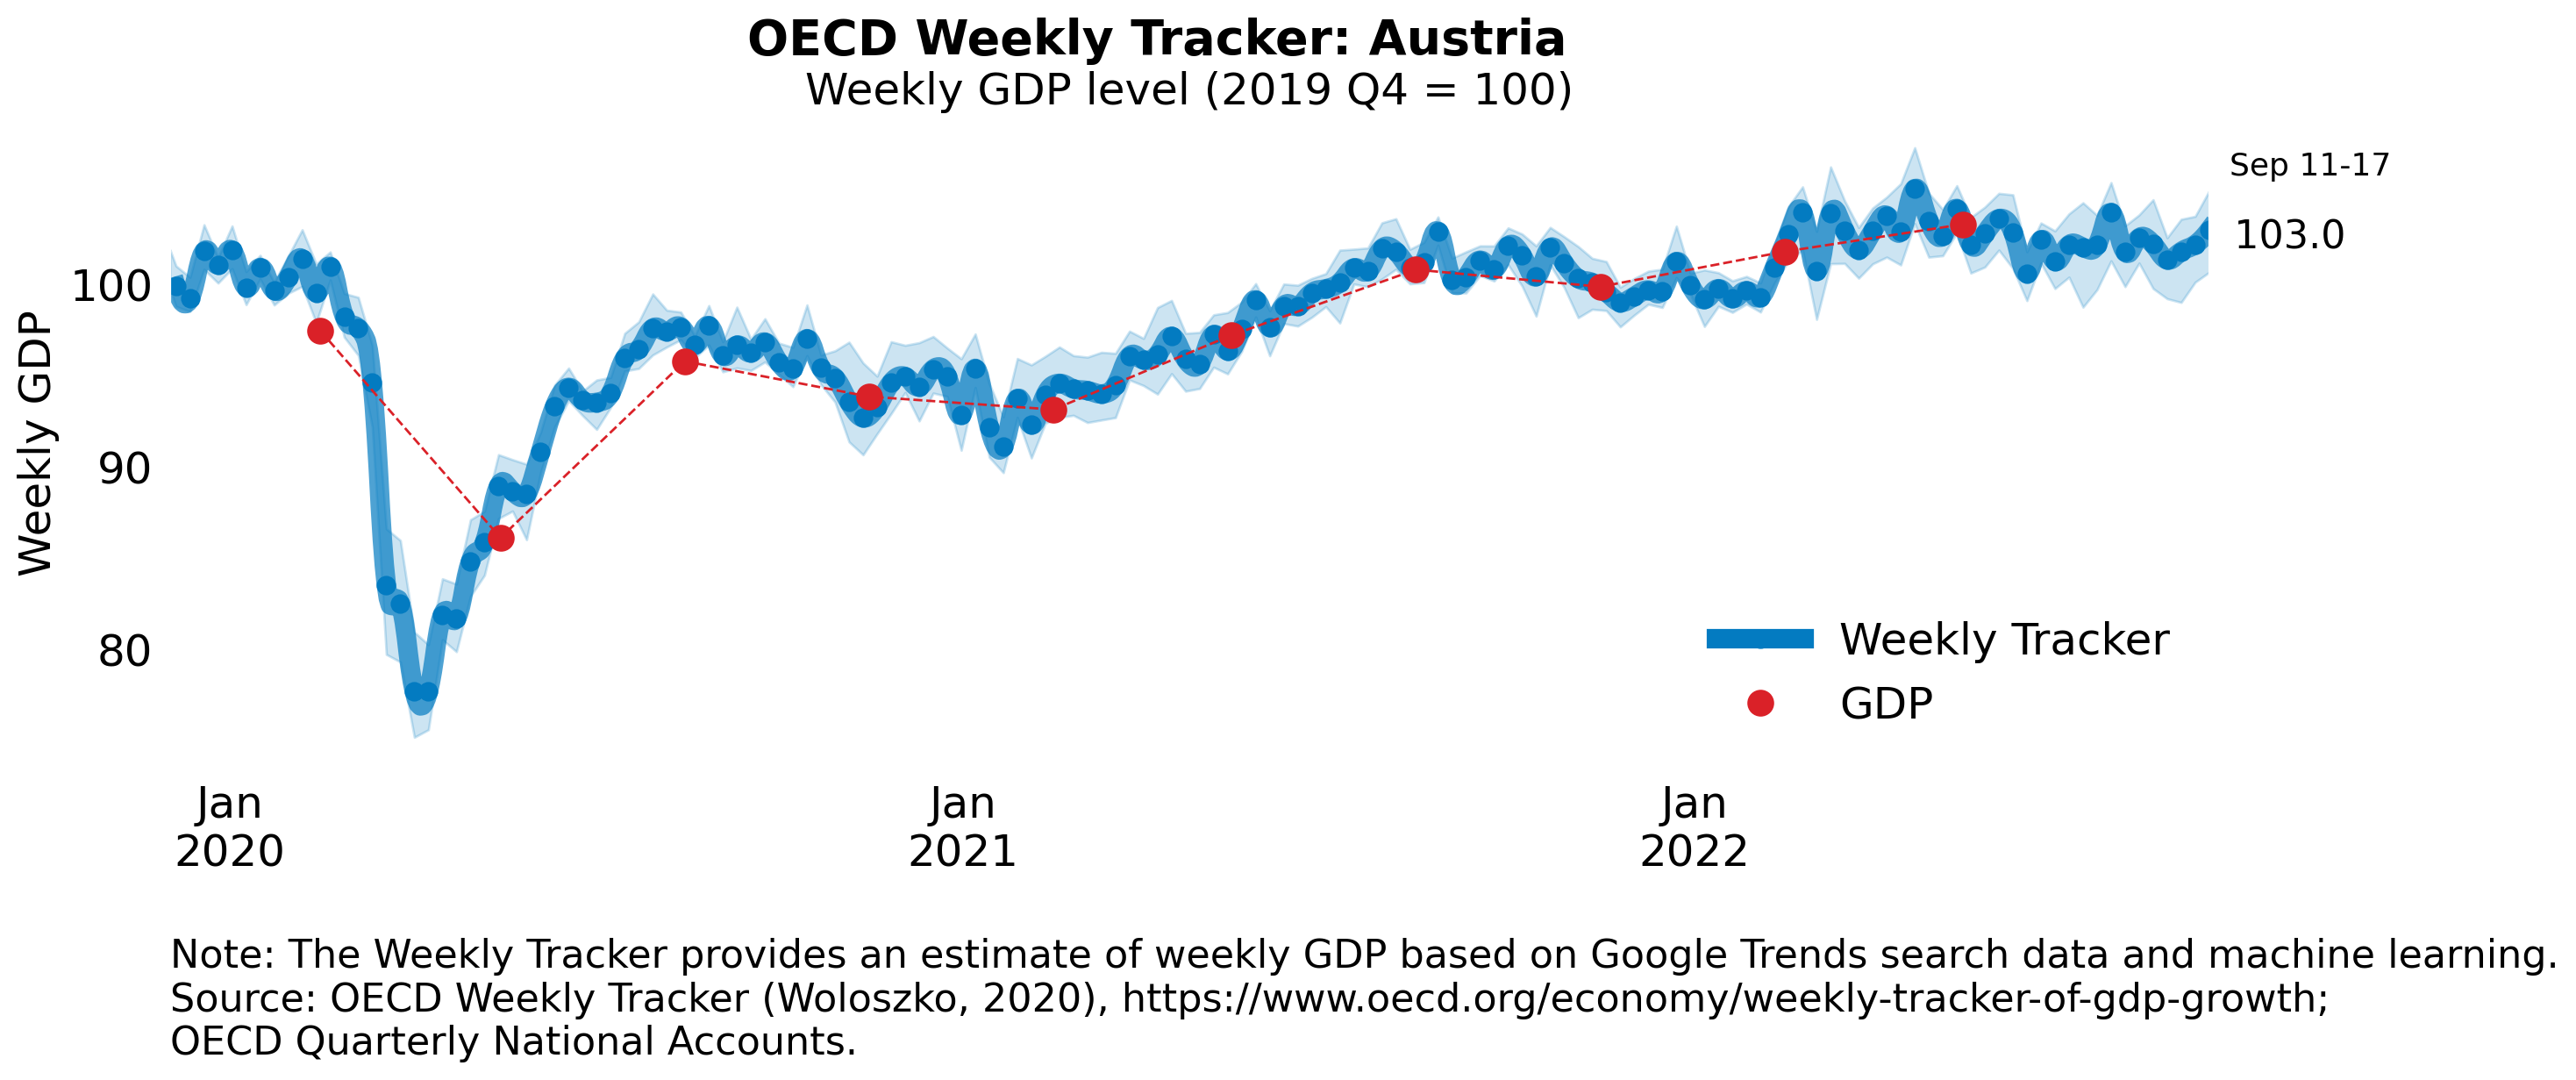 OECD Weekly Tracker: Austria
Weekly GDP level (2019 Q4 = 100)
Sep 11-17
103.0
Weekly GDP
100
90
80
Weekly Tracker
GDP
Jan
2020
Jan
2021
Jan
2022
Note: The Weekly Tracker provides an estimate of weekly GDP based on Google Trends search data and machine learning.
Source: OECD Weekly Tracker (Woloszko, 2020), https://www.oecd.org/economy/weekly-tracker-of-gdp-growth;
OECD Quarterly National Accounts.